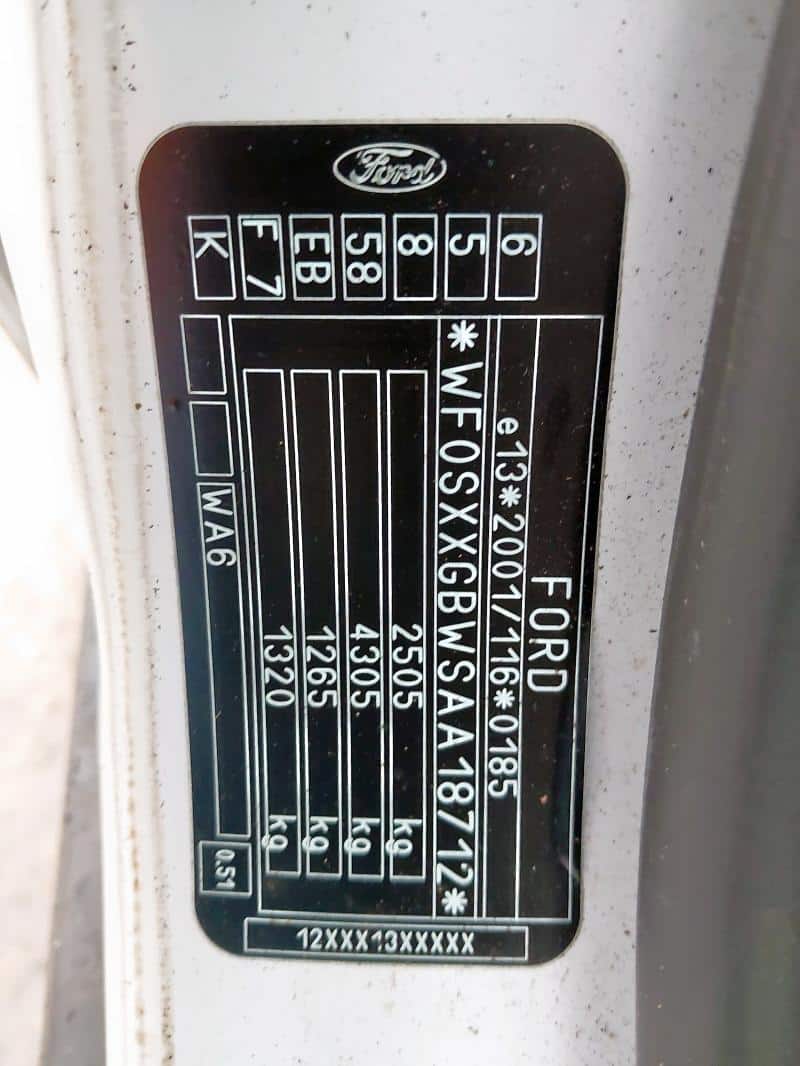 Ford
6
5
8
58
EB
F 7
K
FORD
e13*2001/116*0185
*WF0SXXGBWSAA18712*
2505 kg
4305 kg
1265 kg
1320 kg
WA6
0.51
12XXX13XXXXX